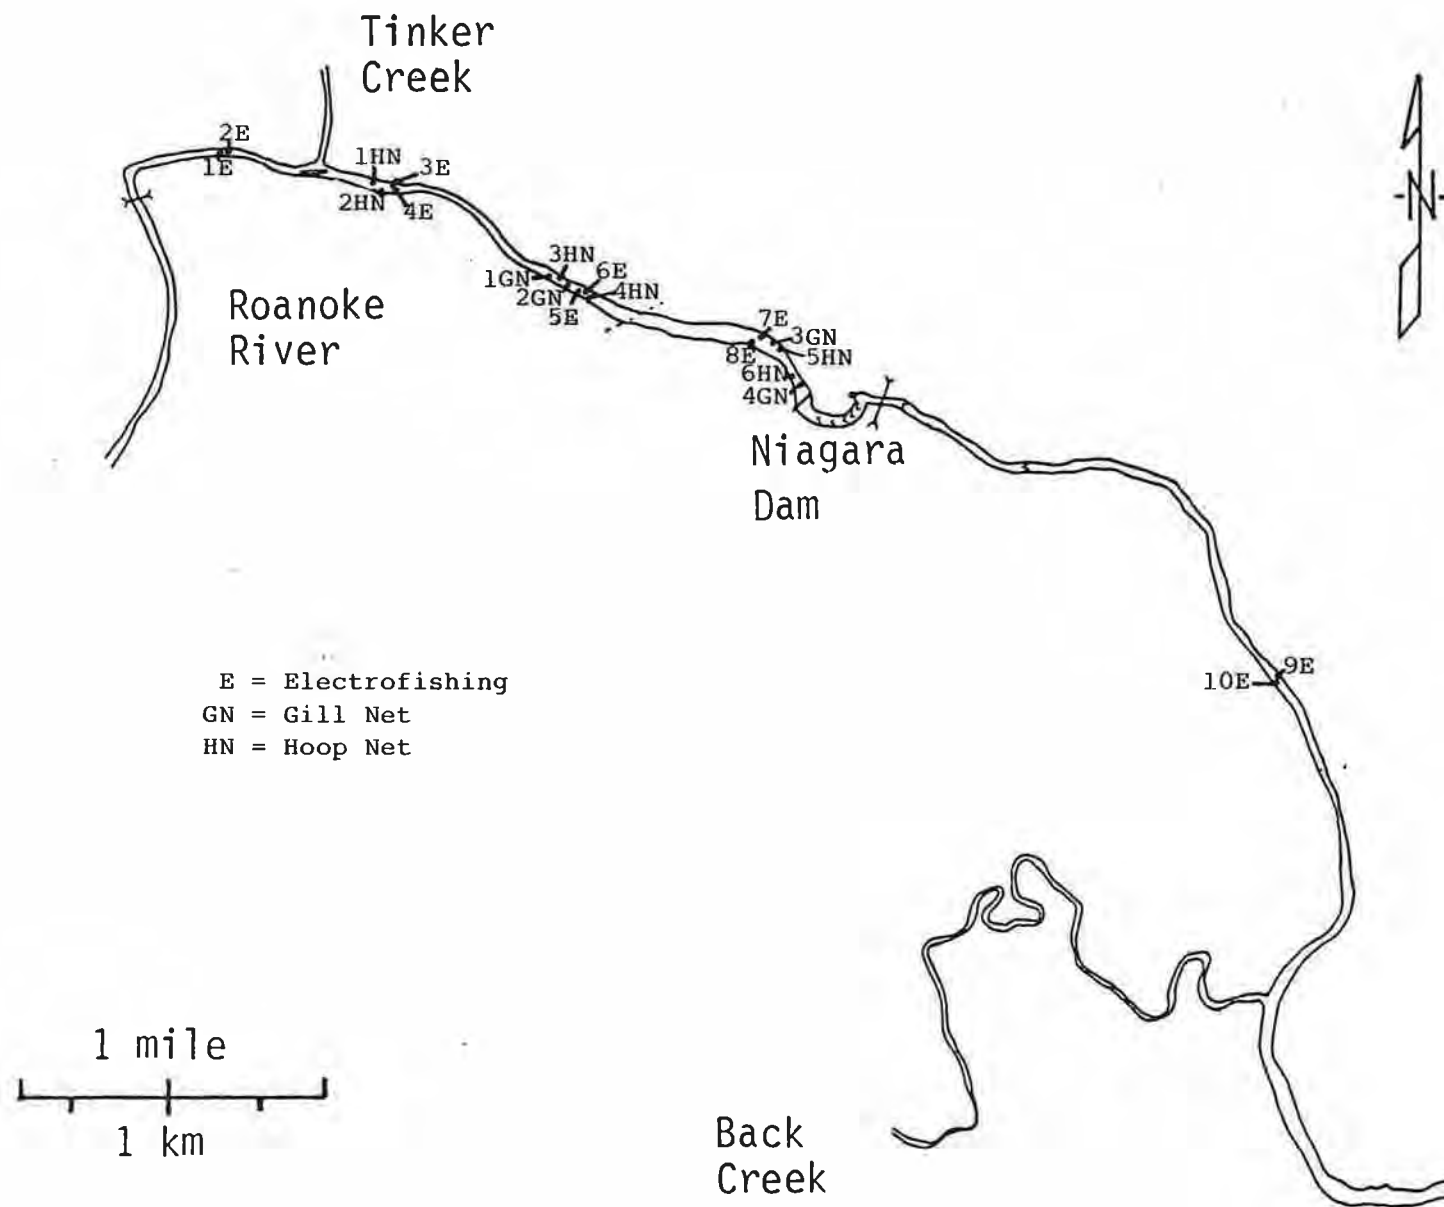 Tinker
Creek
2E
1E
1HN
3E
2HN
4E
3HN
1GN
6E
2GN
4HN
5E
Roanoke
River
7E
3GN
8E
5HN
6HN
4GN
-N-
Niagara
Dam
9E
10E
E = Electrofishing
GN = Gill Net
HN = Hoop Net
1 mile
1 km
Back
Creek